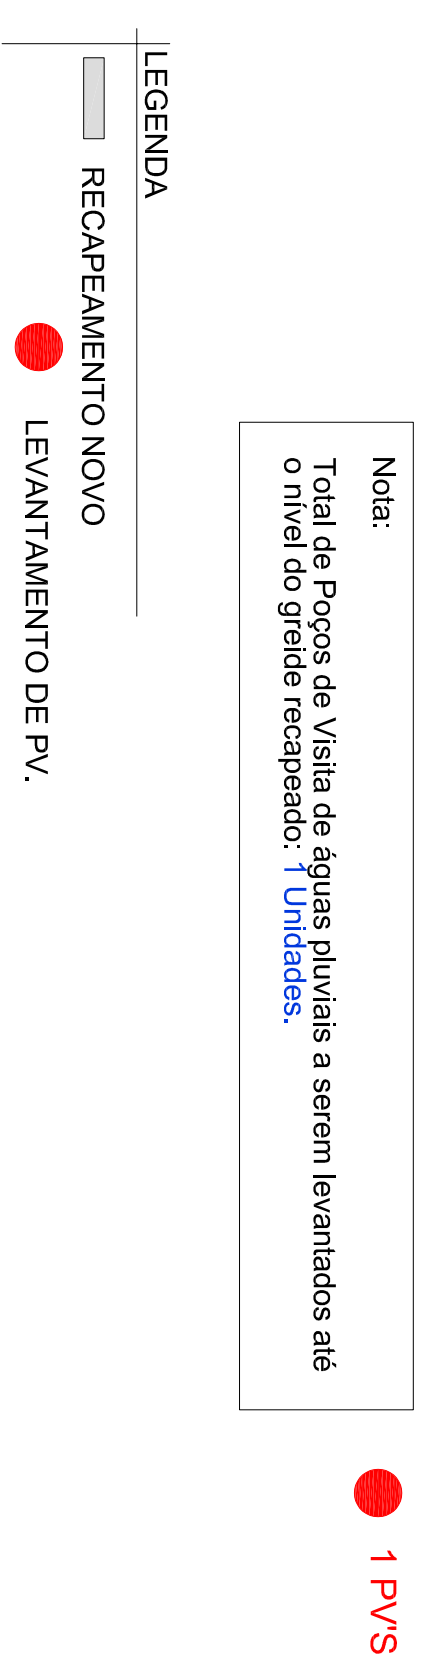 1 PV'S
Nota:
Total de Poços de Visita de águas pluviais a serem levantados até
o nível do greide recapeado: 1 Unidades.
LEGENDA
RECAPEAMENTO NOVO
LEVANTAMENTO DE PV.